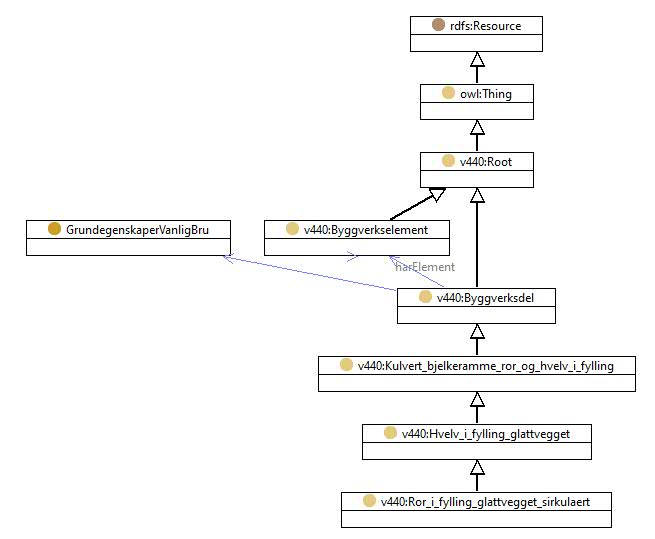 rdfs:Resource
owl:Thing
v440:Root
GrundegenskaperVanligBru
v440:Byggverkselement
harElement
v440:Byggverksdel
v440:Kulvert_bjelkeramme_ror_og_hvelv_i_fylling
v440:Hvelv_i_fylling_glattvegget
v440:Ror_i_fylling_glattvegget_sirkulaert